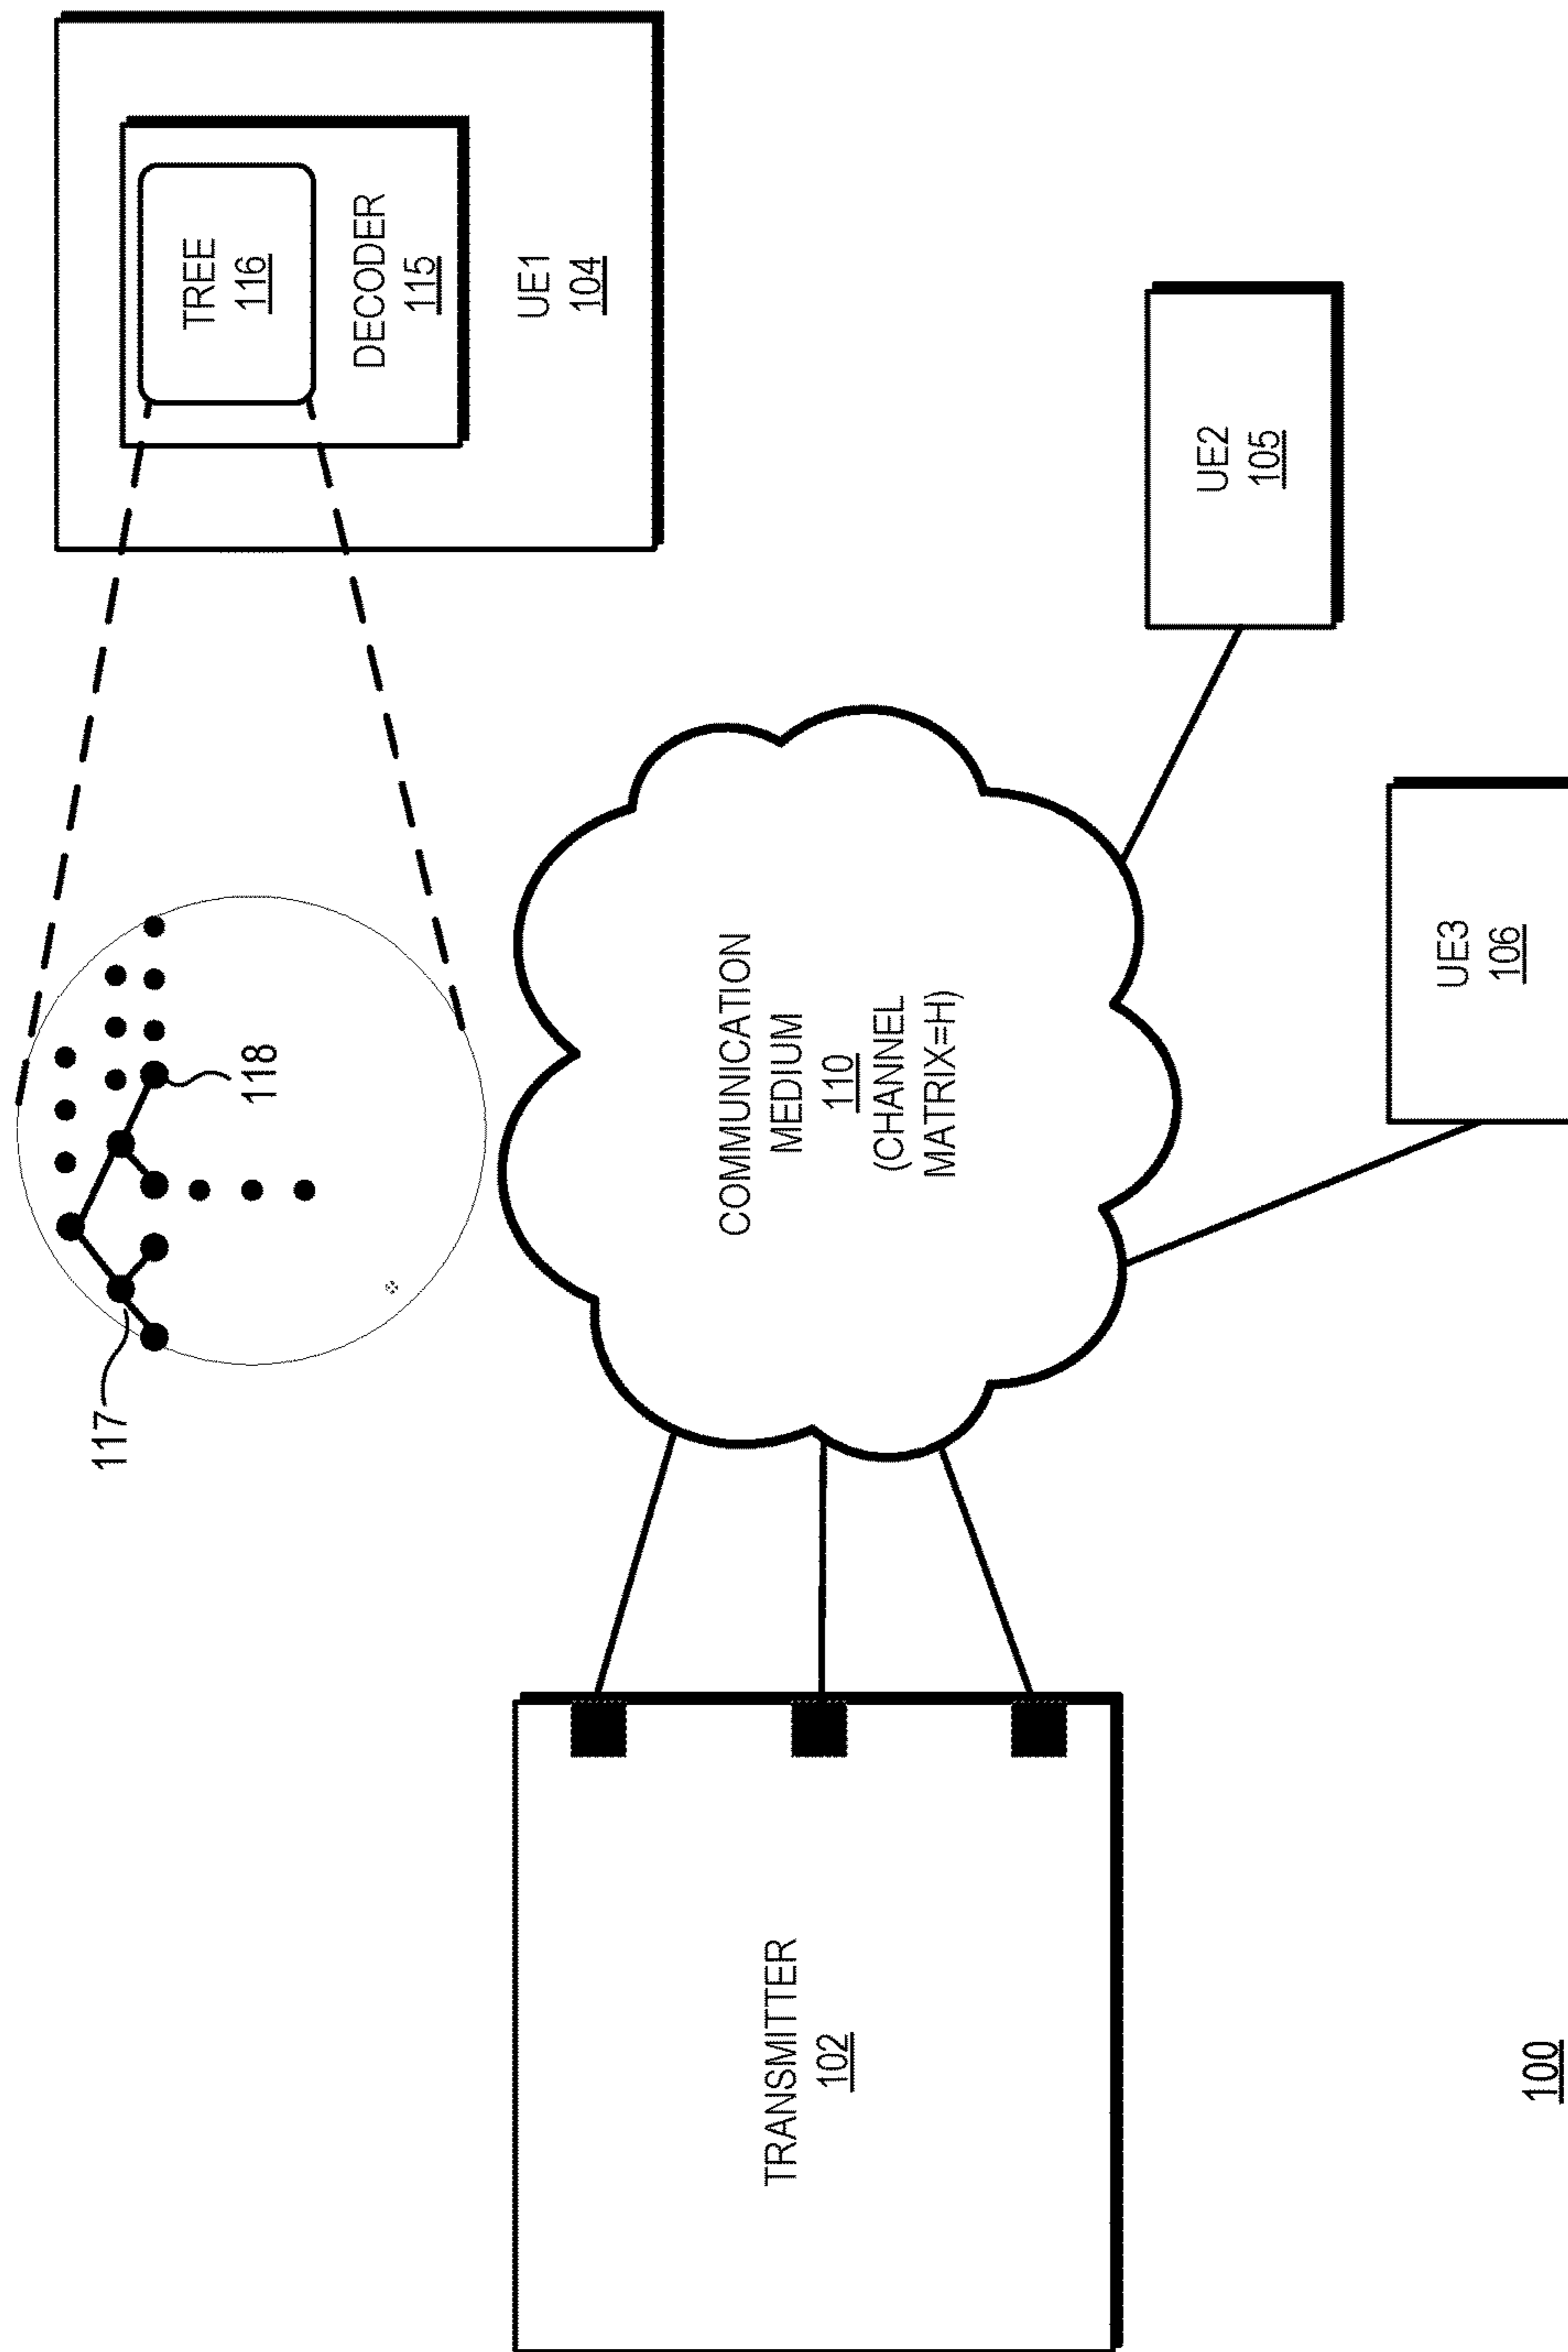 117
118
TREE
116
DECODER
115
UE1
104
TRANSMITTER
102
COMMUNICATION
MEDIUM
110
(CHANNEL
MATRIX=H)
UE2
105
UE3
106
100